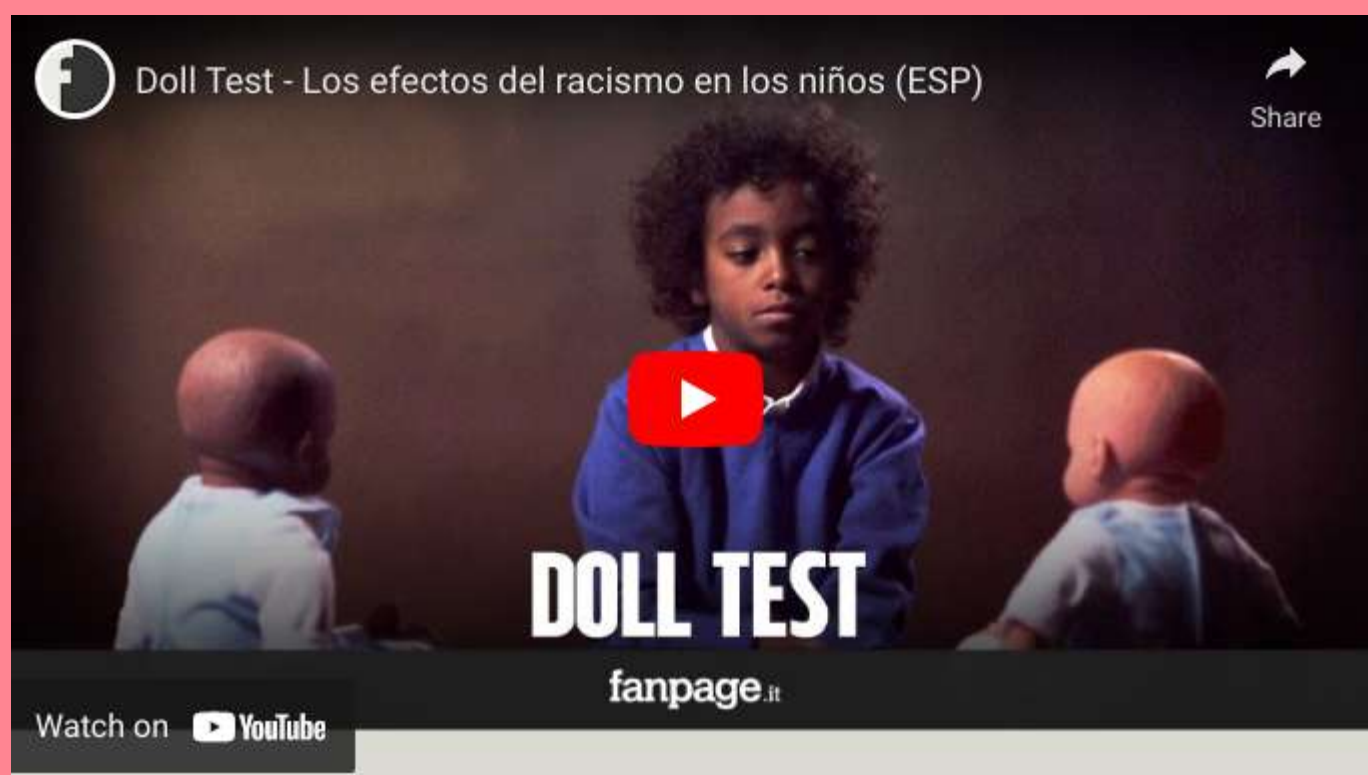 Doll Test - Los efectos del racismo en los niños (ESP)
Share
DOLL TEST
fanpage.it
Watch on YouTube